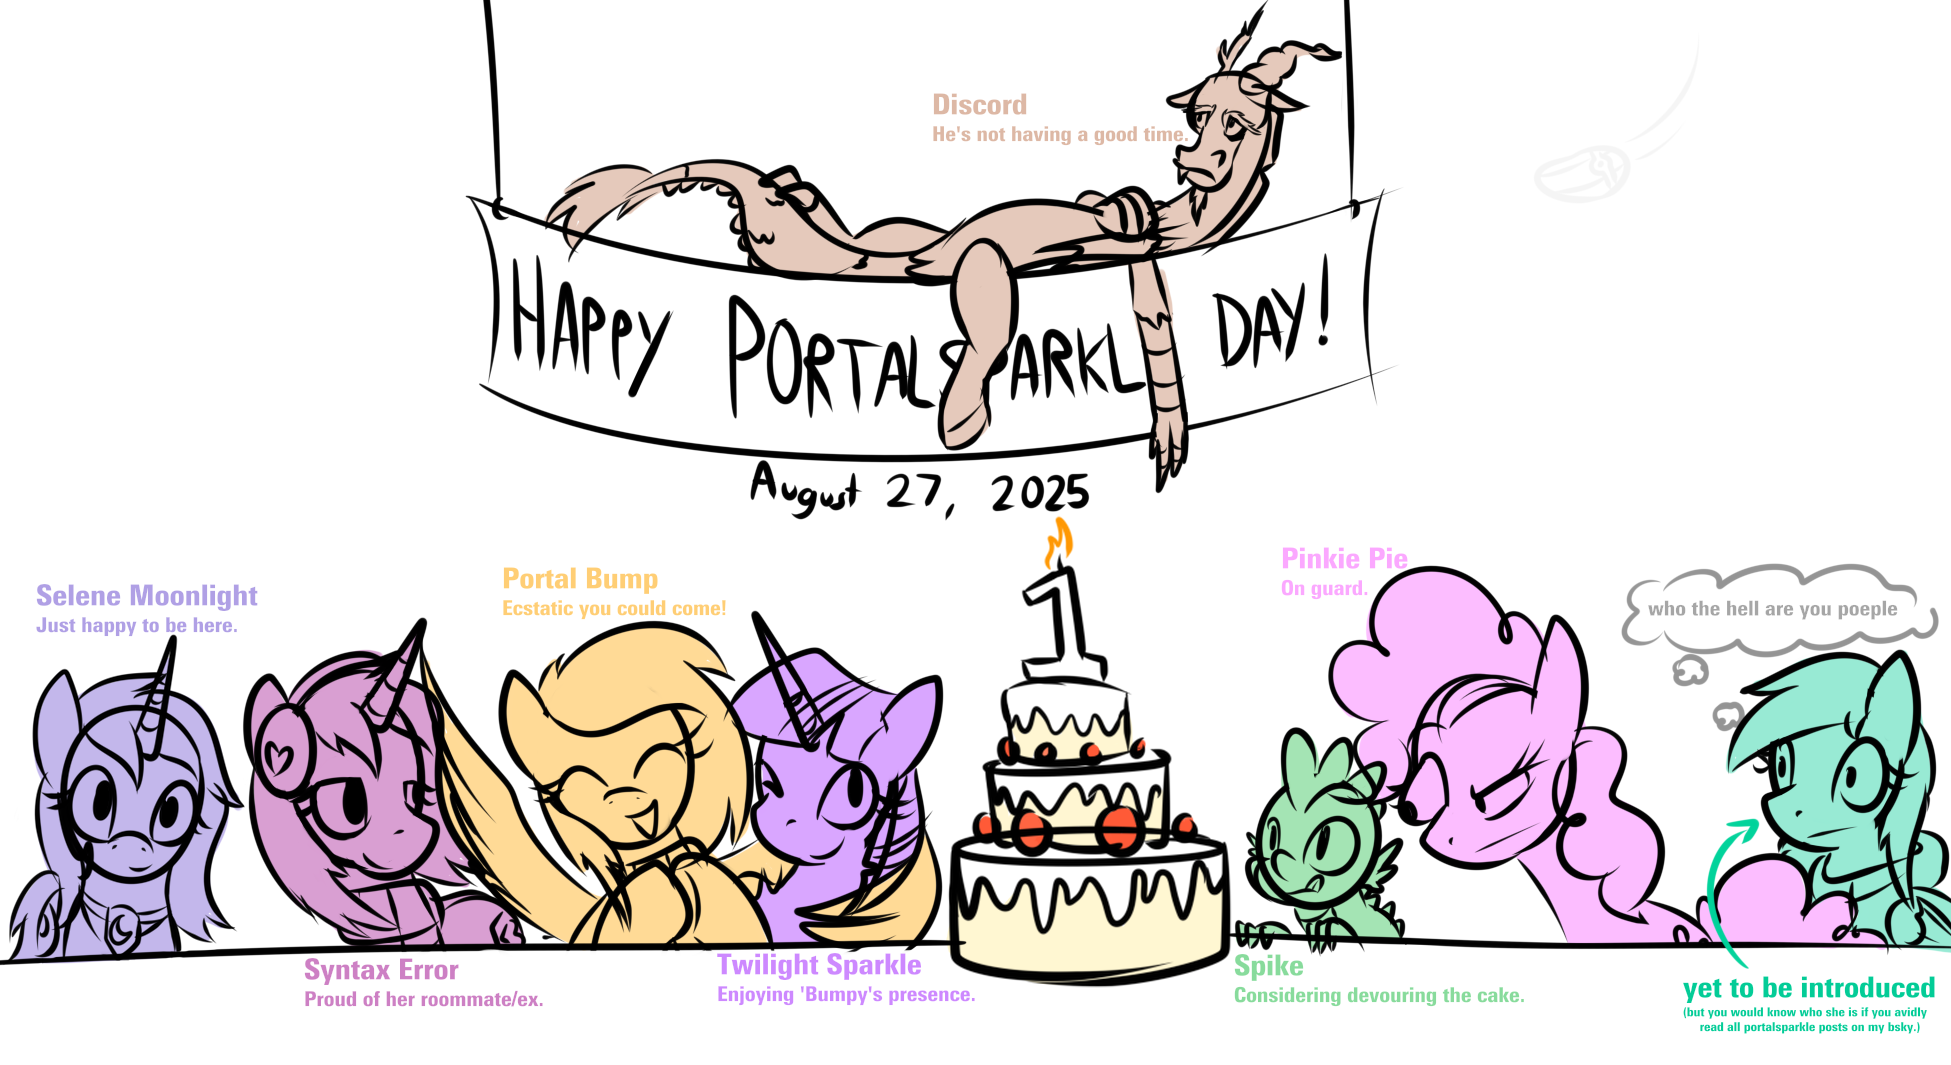 Discord
He's not having a good time.
HAPPY PORTALSPARKL DAY!
August 27, 2025
1
Selene Moonlight
Just happy to be here.
Portal Bump
Ecstatic you could come!
Pinkie Pie
On guard.
who the hell are you poeple
Syntax Error
Proud of her roommate/ex.
Twilight Sparkle
Enjoying 'Bumpy's presence.
Spike
Considering devouring the cake.
yet to be introduced
(but you would know who she is if you avidly
read all portalsparkle posts on my bsky.)